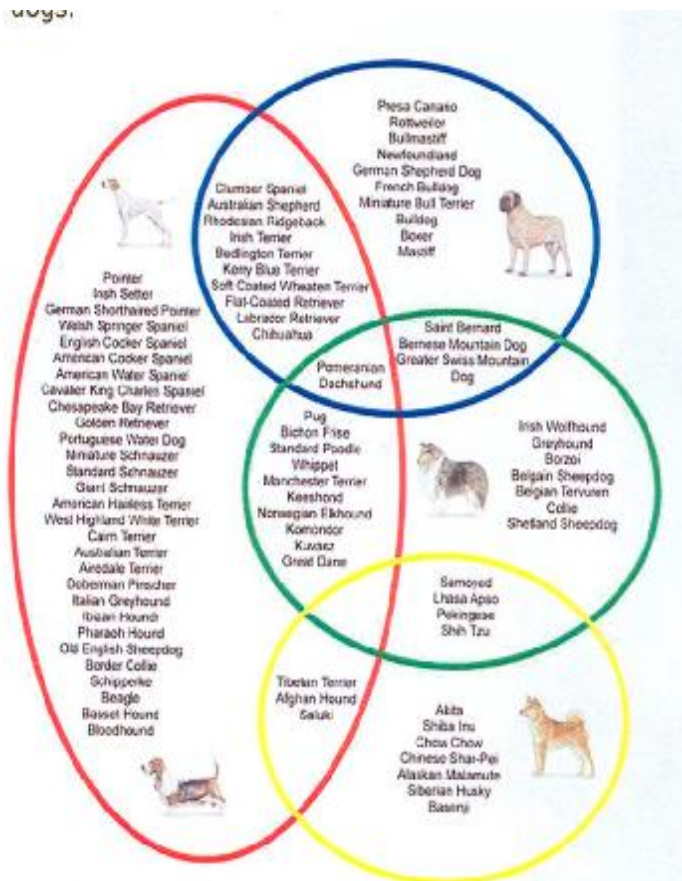 dogs.
Presa Canario
Rottweiler
Bullmastiff
Newfoundland
German Shepherd Dog
French Bulldog
Miniature Bull Terrier
Bulldog
Boxer
Mastiff
Clumber Spaniel
Australian Shepherd
Rhodesian Ridgeback
Irish Terrier
Bedlington Terrier
Kerry Blue Terrier
Soft Coated Wheaten Terrier
Flat-Coated Retriever
Labrador Retriever
Chihuahua
Pointer
Irish Setter
German Shorthaired Pointer
Welsh Springer Spaniel
English Cocker Spaniel
American Cocker Spaniel
American Water Spaniel
Cavalier King Charles Spaniel
Chesapeake Bay Retriever
Golden Retriever
Portuguese Water Dog
Miniature Schnauzer
Standard Schnauzer
Giant Schnauzer
American Hairless Terrier
West Highland White Terrier
Cairn Terrier
Australian Terrier
Airedale Terrier
Doberman Pinscher
Italian Greyhound
Ibizan Hound
Pharaoh Hound
Old English Sheepdog
Border Collie
Schipperke
Beagle
Basset Hound
Bloodhound
Saint Bernard
Bernese Mountain Dog
Greater Swiss Mountain
Dog
Pomeranian
Dachshund
Pug
Bichon Frise
Standard Poodle
Whippet
Manchester Terrier
Keeshond
Norwegian Elkhound
Komondor
Kuvasz
Great Dane
Irish Wolfhound
Greyhound
Borzoi
Belgain Sheepdog
Belgian Tervuren
Collie
Shetland Sheepdog
Samoyed
Lhasa Apso
Pekingese
Shih Tzu
Tibetan Terrier
Afghan Hound
Saluki
Akita
Shiba Inu
Chow Chow
Chinese Shar-Pei
Alaskan Malamute
Siberian Husky
Basenji